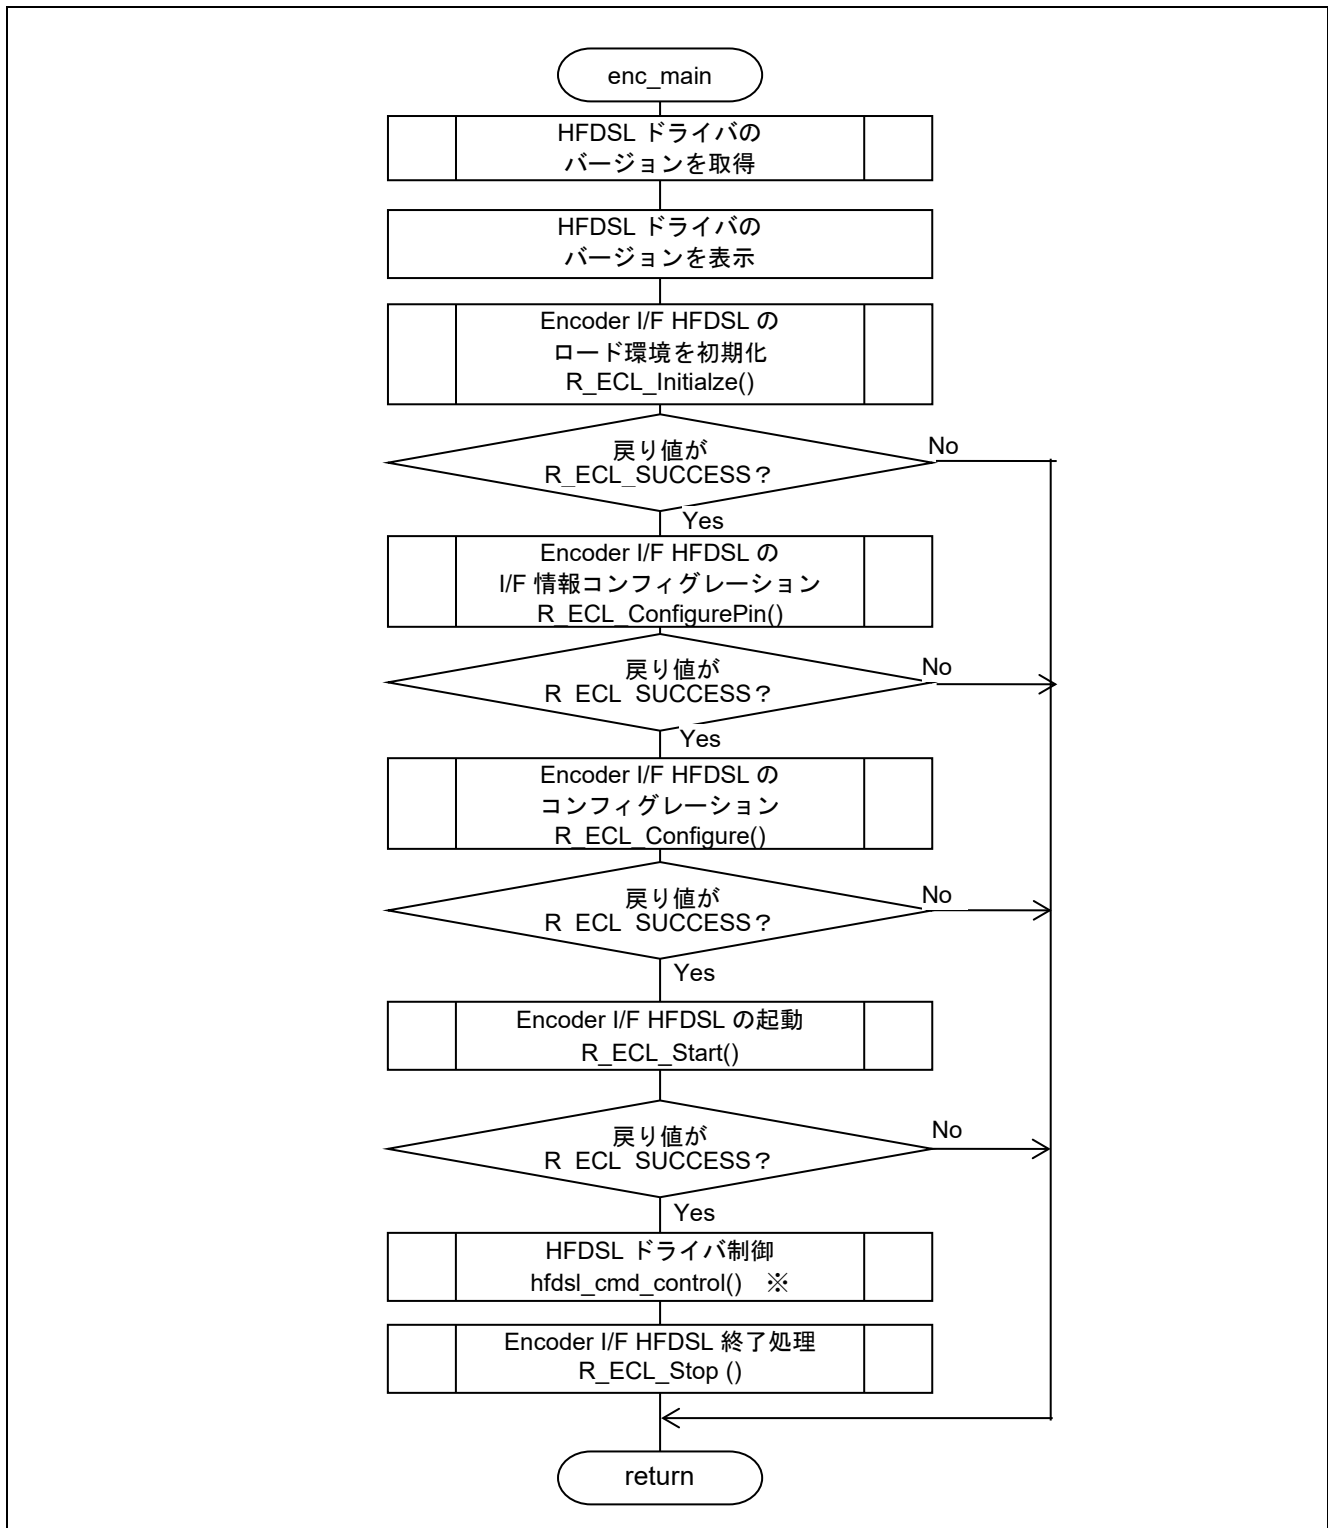 enc_main
HFDSL ドライバの
バージョンを取得
HFDSL ドライバの
バージョンを表示
Encoder I/F HFDSL の
ロード環境を初期化
R_ECL_Initialze()
戻り値が
R_ECL_SUCCESS？
No
Yes
Encoder I/F HFDSL の
I/F 情報コンフィグレーション
R_ECL_ConfigurePin()
戻り値が
R_ECL_SUCCESS？
No
Yes
Encoder I/F HFDSL の
コンフィグレーション
R_ECL_Configure()
戻り値が
R_ECL_SUCCESS？
No
Yes
Encoder I/F HFDSL の起動
R_ECL_Start()
戻り値が
R_ECL_SUCCESS？
No
Yes
HFDSL ドライバ制御
hfdsl_cmd_control() ※
Encoder I/F HFDSL 終了処理
R_ECL_Stop ()
return